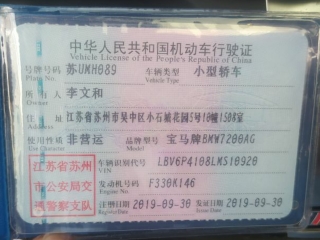 中华人民共和国机动车行驶证
Vehicle License of the People's Republic of China
号牌号码 苏UMH089 车辆类型 小型轿车
Plate No. Vehicle Type
所有人 李文和
Owner
住址 江苏省苏州市吴中区小石城花园5号10幢1508室
Address
使用性质 非营运 品牌型号 宝马牌BMW7200AG
Use Character Model
江苏省苏州
市公安局交
通警察支队
车辆识别代号 LBV6P4108LMS10920
VIN
发动机号码 F330K146
Engine No.
注册日期 2019-09-30 发证日期 2019-09-30
Register Date Issue Date